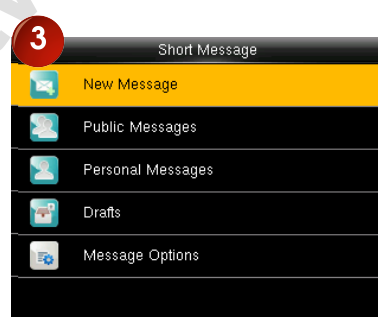 3
Short Message
New Message
Public Messages
Personal Messages
Drafts
Message Options